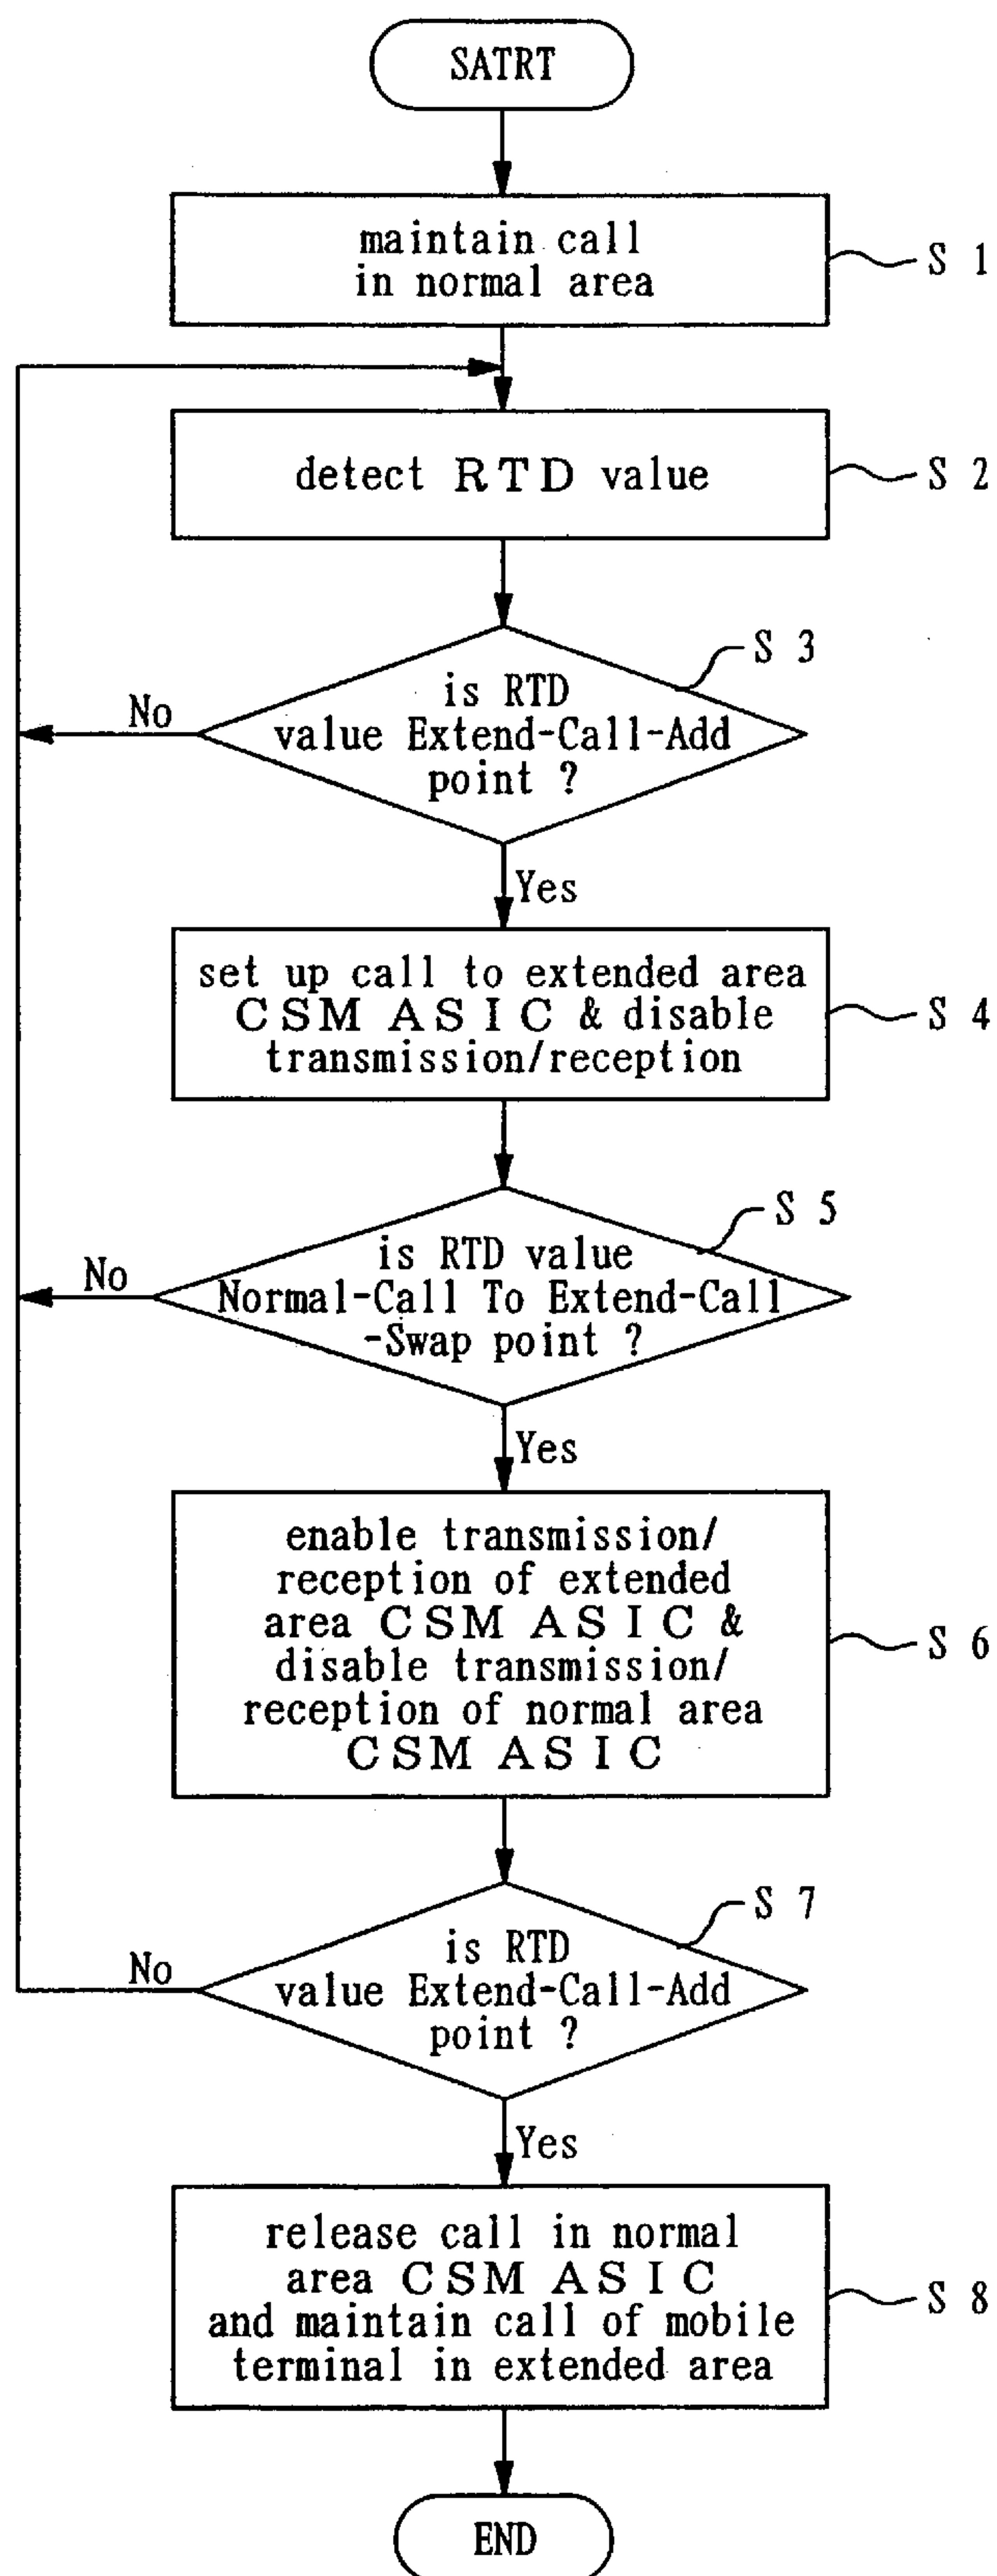 SATRT
maintain call
in normal area
S 1
detect RTD value
S 2
S 3
is RTD
value Extend-Call-Add
point ?
No
Yes
set up call to extended area
CSM ASIC & disable
transmission/reception
S 4
S 5
is RTD value
Normal-Call To Extend-Call
-Swap point ?
No
Yes
enable transmission/
reception of extended
area CSM ASIC &
disable transmission/
reception of normal area
CSM ASIC
S 6
S 7
is RTD
value Extend-Call-Add
point ?
No
Yes
release call in normal
area CSM ASIC
and maintain call of mobile
terminal in extended area
S 8
END